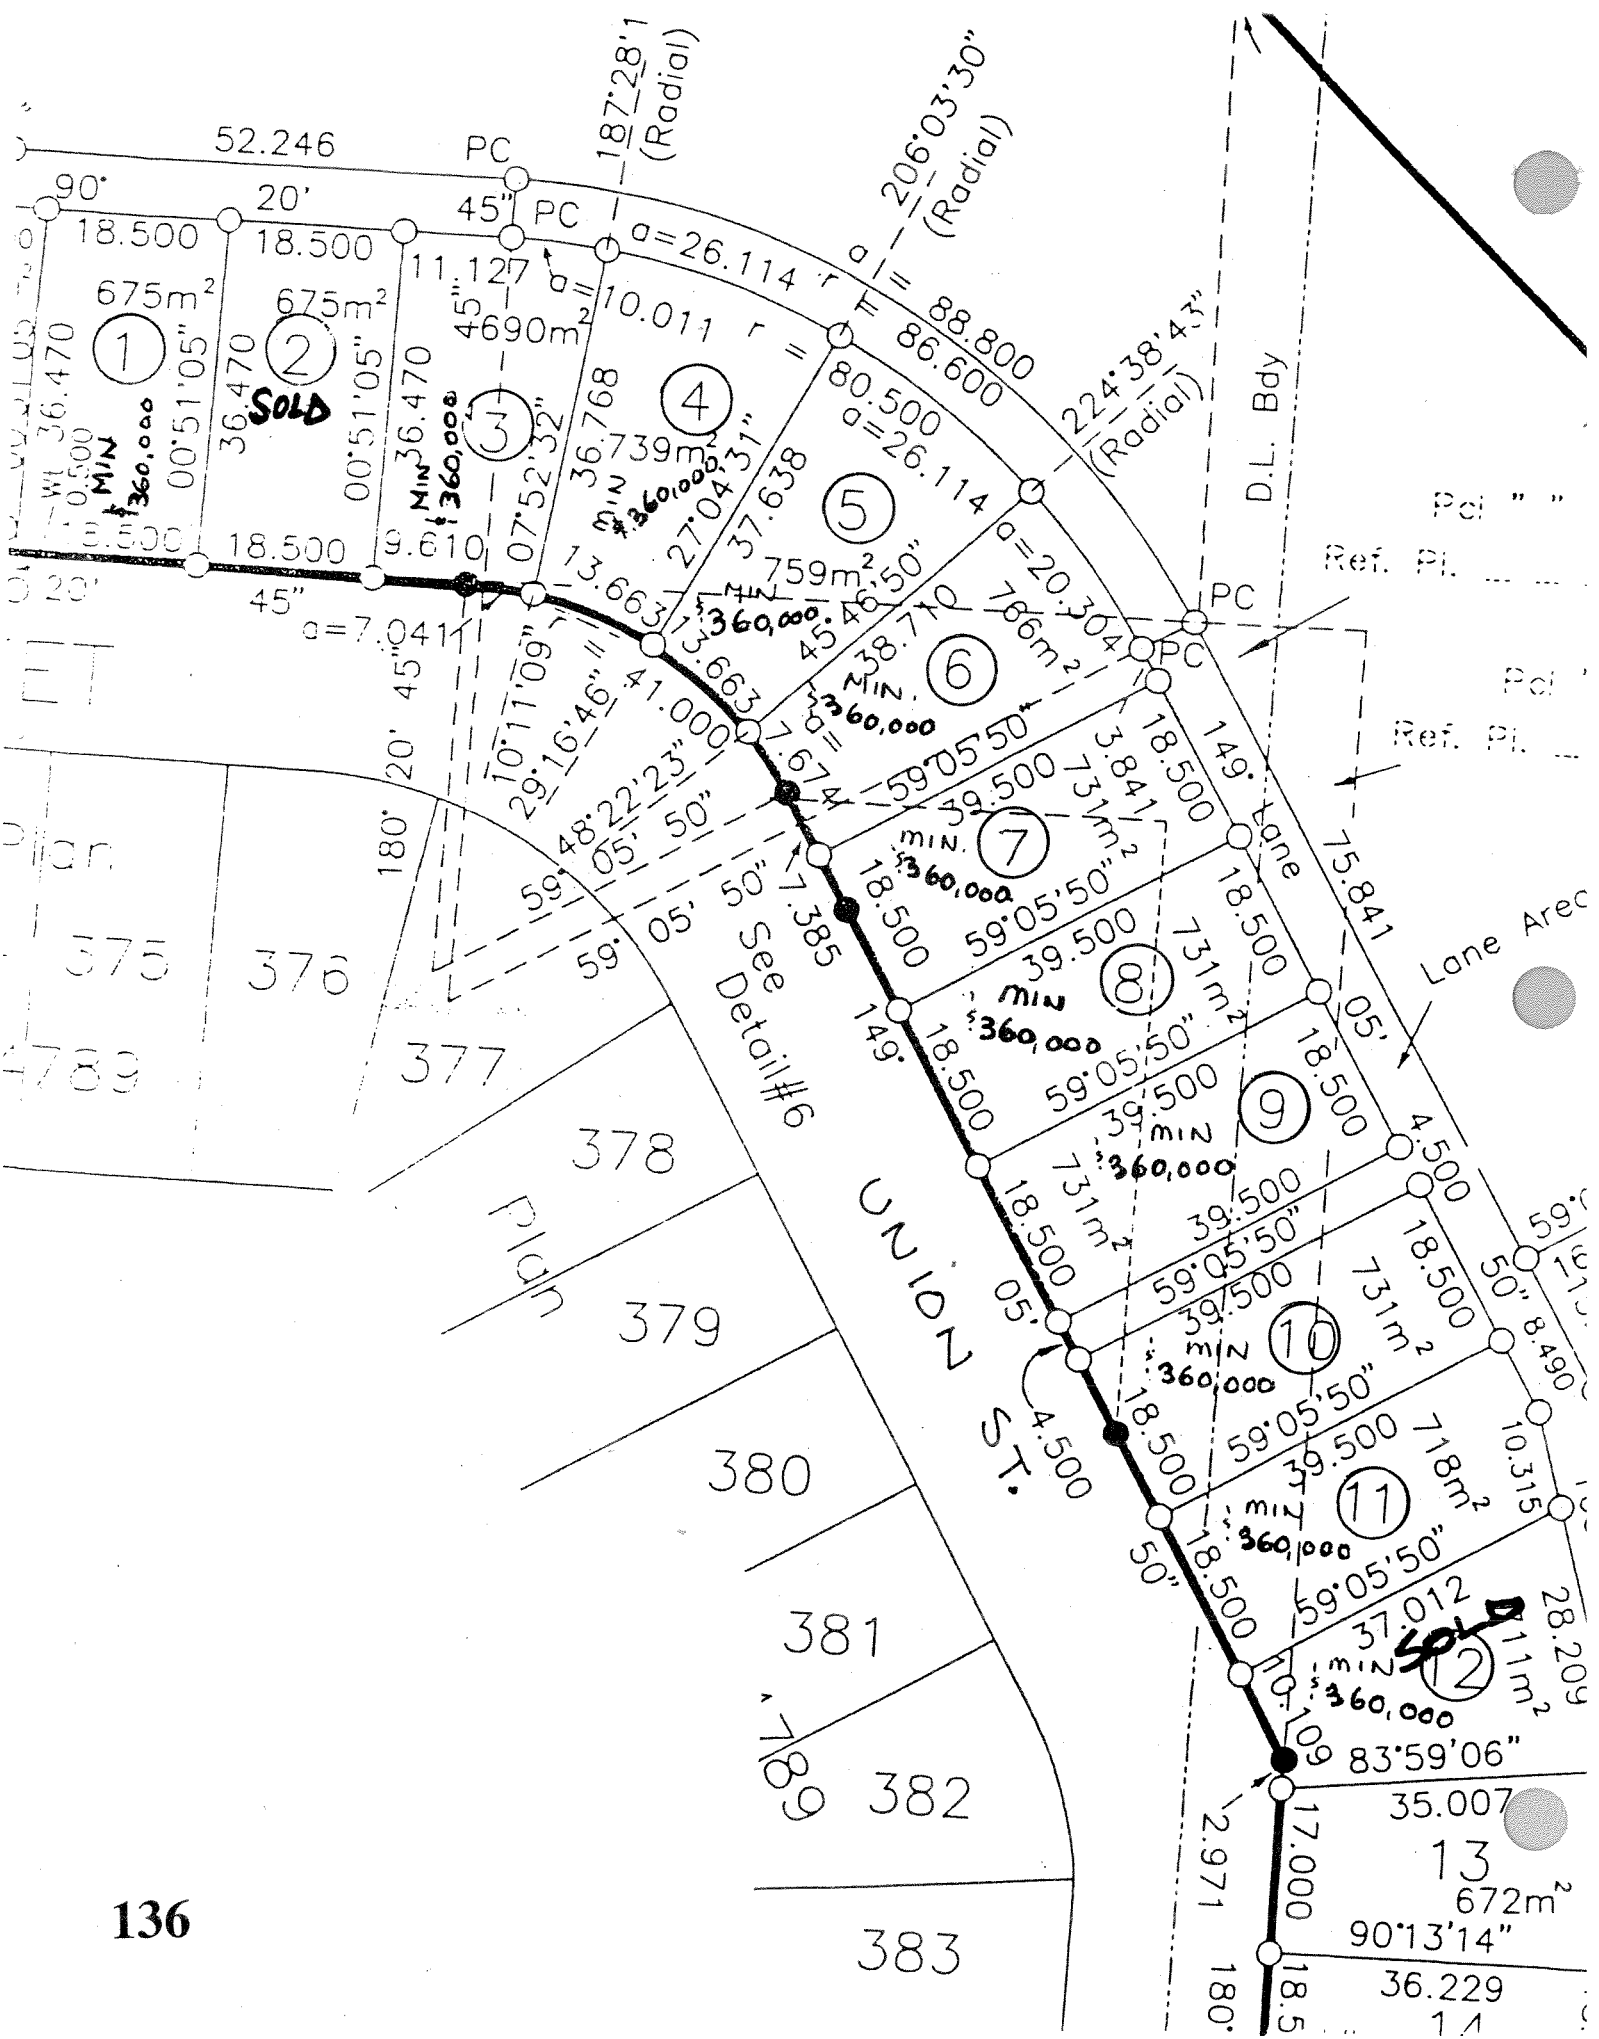 187°28'1
(Radial)
206°03'30"
(Radial)
52.246
PC
90°
20'
45"
PC
18.500
18.500
11.127
a=26.114
r = 86.600
a = 88.800
675m²
675m²
45"
690m²
a=10.011
r = 80.500
1
2
SOLD
3
4
36.470
MIN
$360,000
00°51'05"
36.470
00°51'05"
36.470
MIN
$360,000
07°52'32"
36.768
739m²
MIN
$360,000
27°04'31"
37.638
a=26.114
224°38'43"
(Radial)
D.L. Bdy
Pcl " "
Ref. Pl.
5
759m²
MIN
$360,000
45°46'50"
38.710
a=20.304
786m²
6
MIN.
$360,000
PC
PC
Pcl
Ref. Pl.
18.500
9.610
13.663
20'
45"
a=7.041
r = 41.000
13.663
a= 7.674
ET
180°
20'
45"
10°11'09"
29°16'46"
48°22'23"
59° 05' 50"
59° 05' 50"
59°05'50"
39.500
3.841
18.500
149°
Lane
75.841
731m²
7
MIN.
$360,000
59°05'50"
39.500
18.500
7.385
See
Detail#6
18.500
731m²
8
MIN
$360,000
59°05'50"
39.500
18.500
05'
Lane Area
149°
18.500
9
MIN
$360,000
731m²
39.500
4.500
18.500
59°05'50"
39.500
05'
4.500
10
MIN
$360,000
731m²
18.500
50"
8.490
18.500
59°05'50"
39.500
11
MIN
$360,000
718m²
10.315
50"
18.500
59°05'50"
37.012
SOLD
12
MIN
$360,000
711m²
28.209
10.109
83°59'06"
35.007
2.971
17.000
13
672m²
90°13'14"
36.229
180°
18.5
14
UNION
ST.
Plan
375
376
4789
377
378
Plan
379
380
381
382
789
383
136